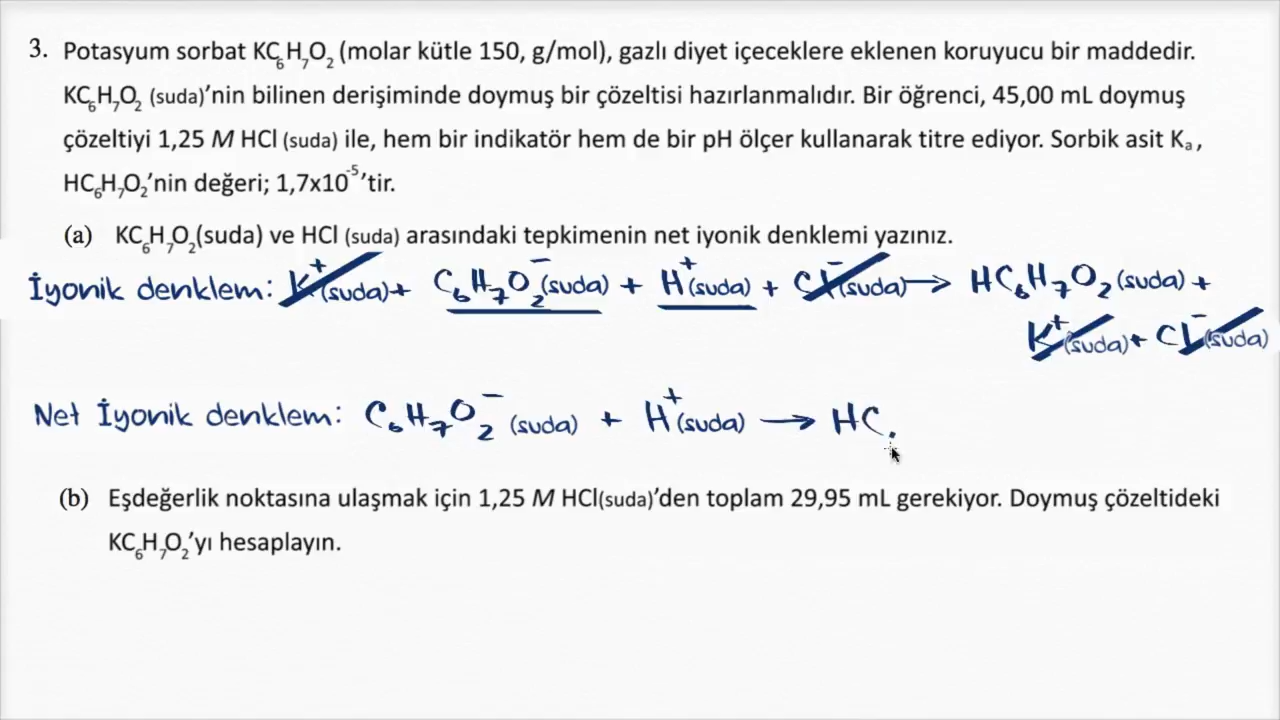 3. Potasyum sorbat KC₆H₇O₂ (molar kütle 150, g/mol), gazlı diyet içeceklere eklenen koruyucu bir maddedir.
KC₆H₇O₂ (suda)'nin bilinen derişiminde doymuş bir çözeltisi hazırlanmalıdır. Bir öğrenci, 45,00 mL doymuş
çözeltiyi 1,25 M HCl (suda) ile, hem bir indikatör hem de bir pH ölçer kullanarak titre ediyor. Sorbik asit Kₐ,
HC₆H₇O₂'nin değeri; 1,7x10⁻⁵'tir.
(a) KC₆H₇O₂(suda) ve HCl (suda) arasındaki tepkimenin net iyonik denklemi yazınız.
İyonik denklem: K⁺(suda)+ C₆H₇O₂⁻(suda) + H⁺(suda) + Cl⁻(suda) → HC₆H₇O₂(suda) +
K⁺(suda)+ Cl⁻(suda)
Net İyonik denklem: C₆H₇O₂⁻(suda) + H⁺(suda) → HC
(b) Eşdeğerlik noktasına ulaşmak için 1,25 M HCl(suda)'den toplam 29,95 mL gerekiyor. Doymuş çözeltideki
KC₆H₇O₂'yı hesaplayın.